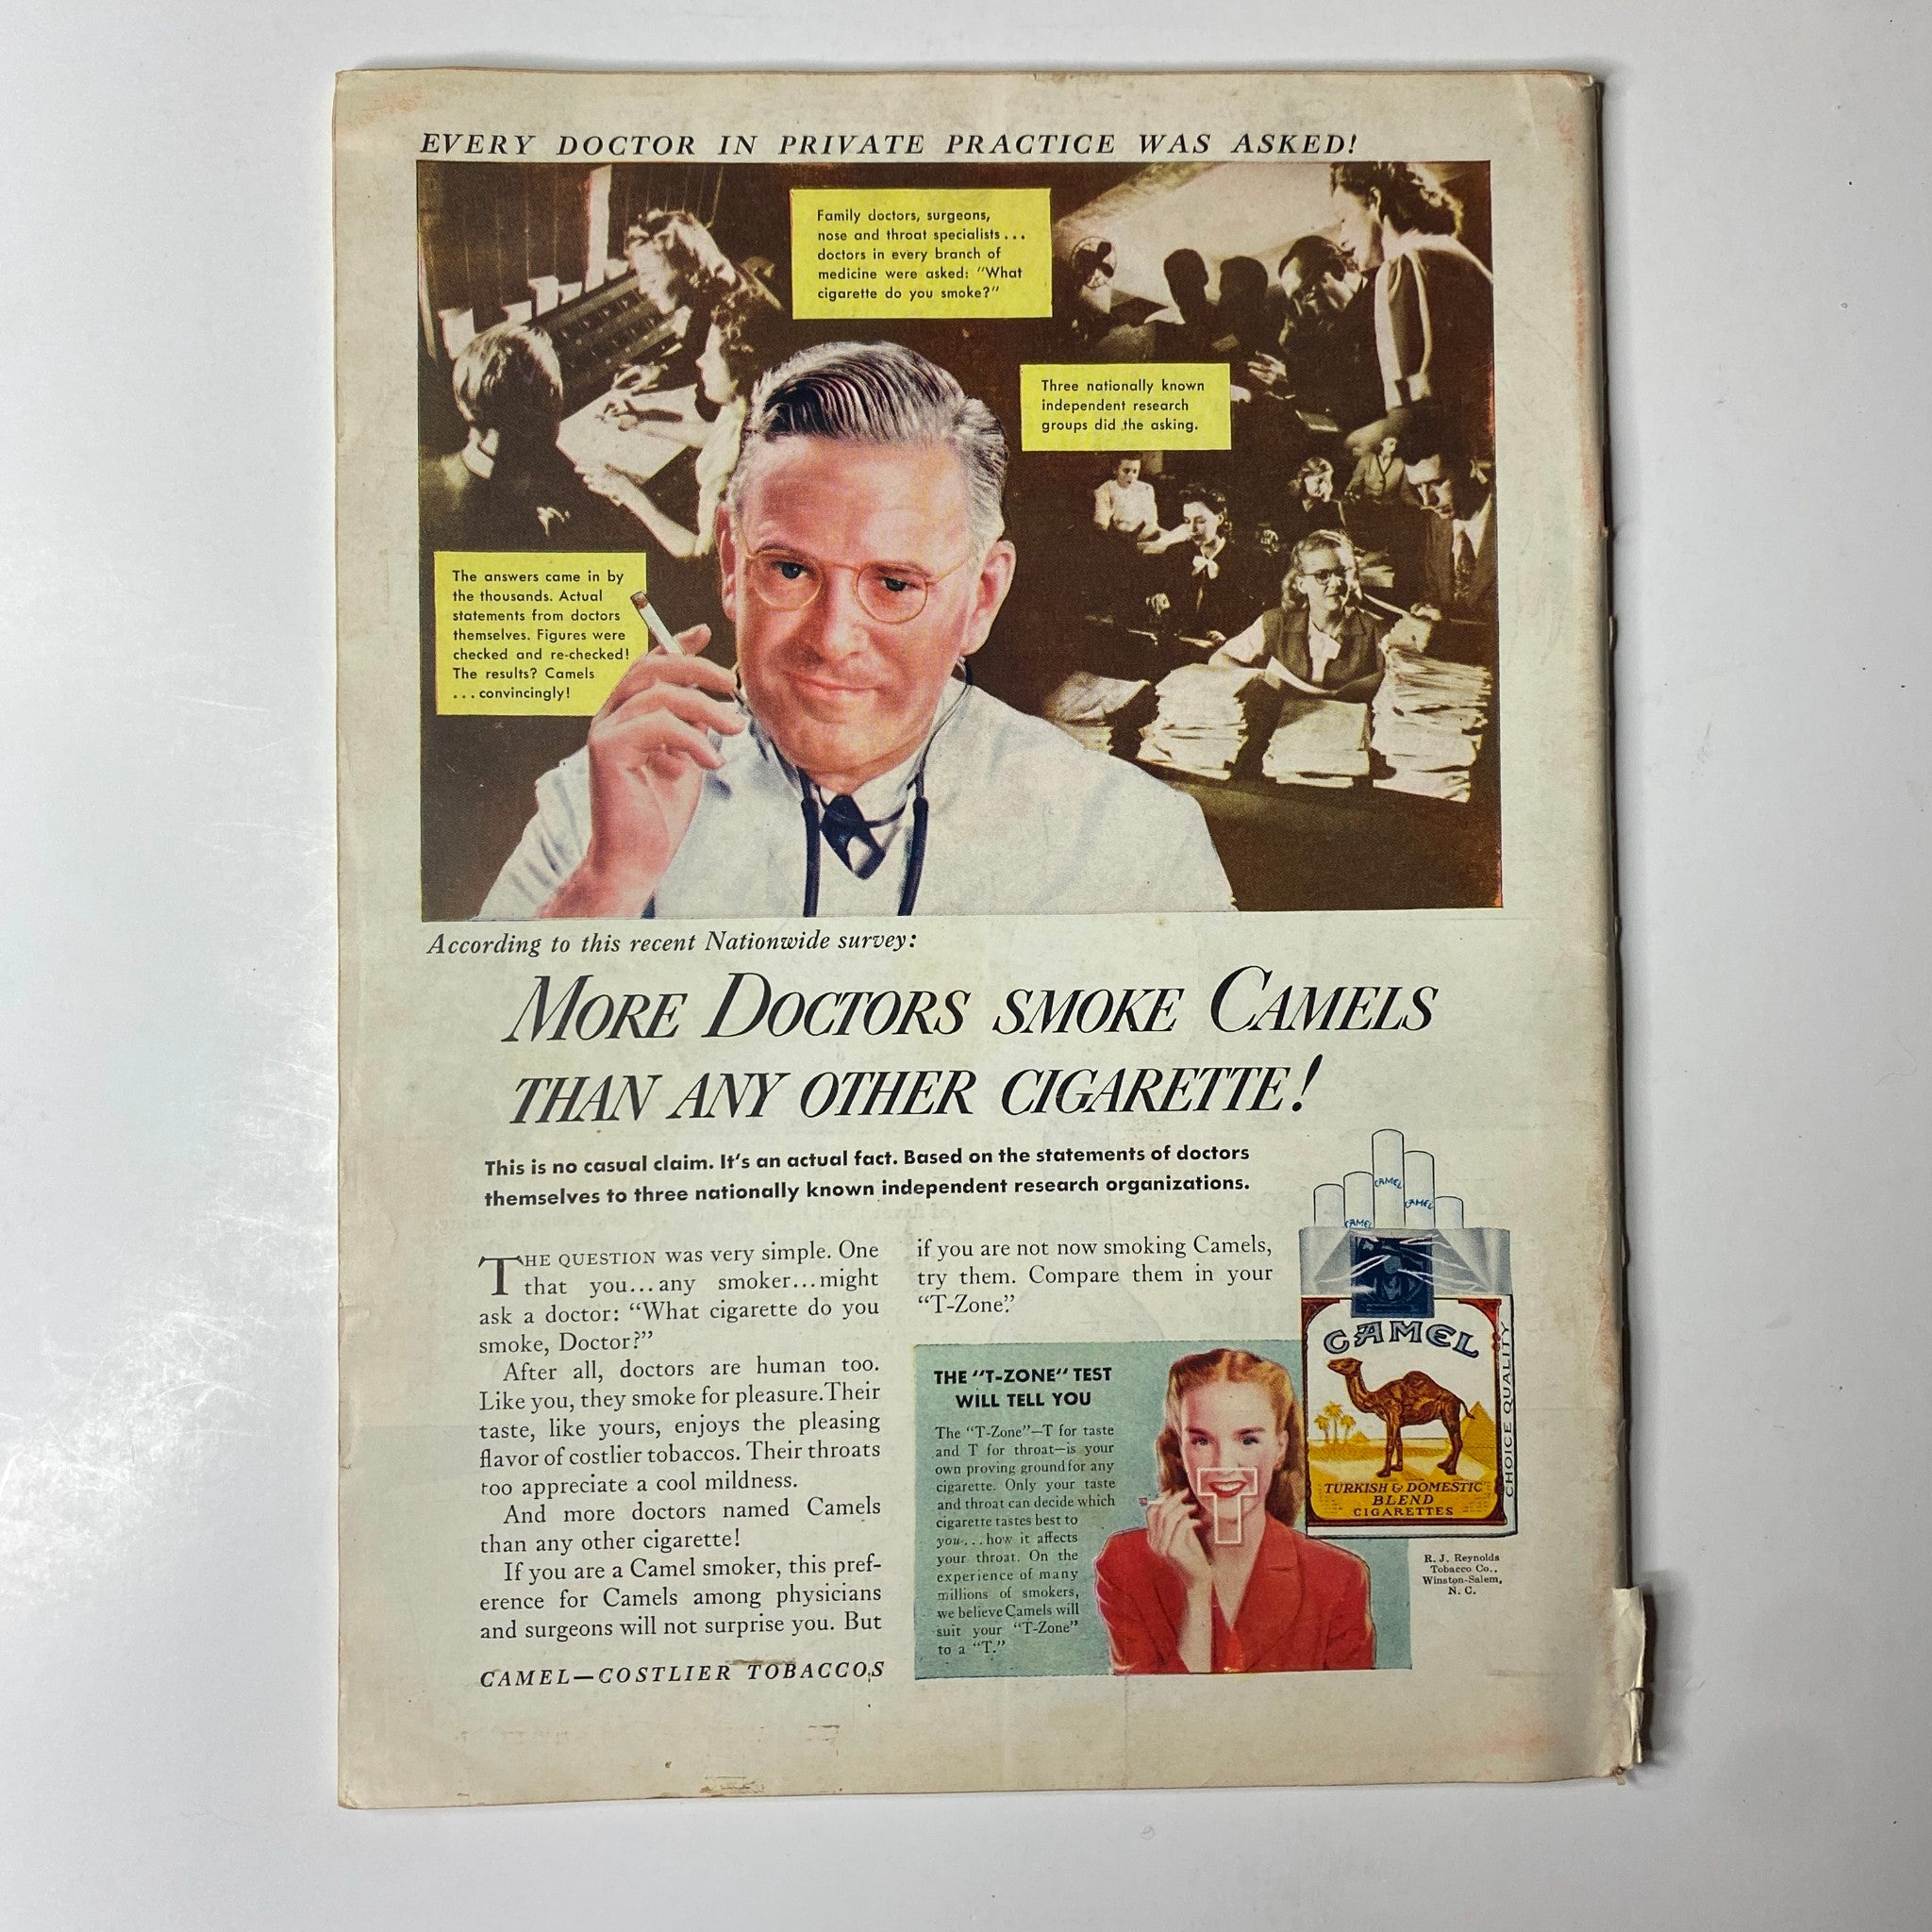 EVERY DOCTOR IN PRIVATE PRACTICE WAS ASKED!
Family doctors, surgeons,
nose and throat specialists...
doctors in every branch of
medicine were asked: "What
cigarette do you smoke?"
Three nationally known
independent research
groups did the asking.
The answers came in by
the thousands. Actual
statements from doctors
themselves. Figures were
checked and re-checked!
The results? Camels
...convincingly!
According to this recent Nationwide survey:
MORE DOCTORS SMOKE CAMELS
THAN ANY OTHER CIGARETTE!
This is no casual claim. It's an actual fact. Based on the statements of doctors
themselves to three nationally known independent research organizations.
THE QUESTION was very simple. One
that you...any smoker...might
ask a doctor: "What cigarette do you
smoke, Doctor?"
After all, doctors are human too.
Like you, they smoke for pleasure. Their
taste, like yours, enjoys the pleasing
flavor of costlier tobaccos. Their throats
too appreciate a cool mildness.
And more doctors named Camels
than any other cigarette!
If you are a Camel smoker, this pref-
erence for Camels among physicians
and surgeons will not surprise you. But
if you are not now smoking Camels,
try them. Compare them in your
"T-Zone."
THE "T-ZONE" TEST
WILL TELL YOU
The "T-Zone"—T for taste
and T for throat—is your
own proving ground for any
cigarette. Only your taste
and throat can decide which
cigarette tastes best to
you...how it affects
your throat. On the
experience of many
millions of smokers,
we believe Camels will
suit your "T-Zone"
to a "T."
T
CAMEL
CAMEL
CAMEL
CAMEL
CHOICE QUALITY
TURKISH & DOMESTIC
BLEND
CIGARETTES
R. J. Reynolds
Tobacco Co.,
Winston-Salem,
N. C.
CAMEL—COSTLIER TOBACCOS